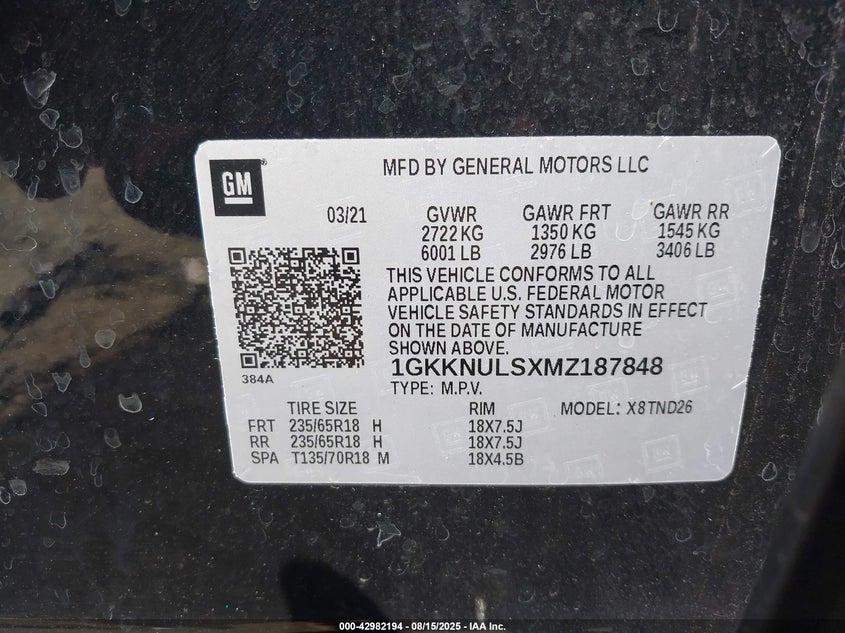 GM
MFD BY GENERAL MOTORS LLC
03/21 GVWR GAWR FRT GAWR RR
2722 KG 1350 KG 1545 KG
6001 LB 2976 LB 3406 LB
THIS VEHICLE CONFORMS TO ALL
APPLICABLE U.S. FEDERAL MOTOR
VEHICLE SAFETY STANDARDS IN EFFECT
ON THE DATE OF MANUFACTURE
SHOWN ABOVE.
1GKKNULSXMZ187848
384A
TYPE: M.P.V.
TIRE SIZE RIM MODEL: X8TND26
FRT 235/65R18 H 18X7.5J
RR 235/65R18 H 18X7.5J
SPA T135/70R18 M 18X4.5B
000-42982194 - 08/15/2025 - IAA Inc.